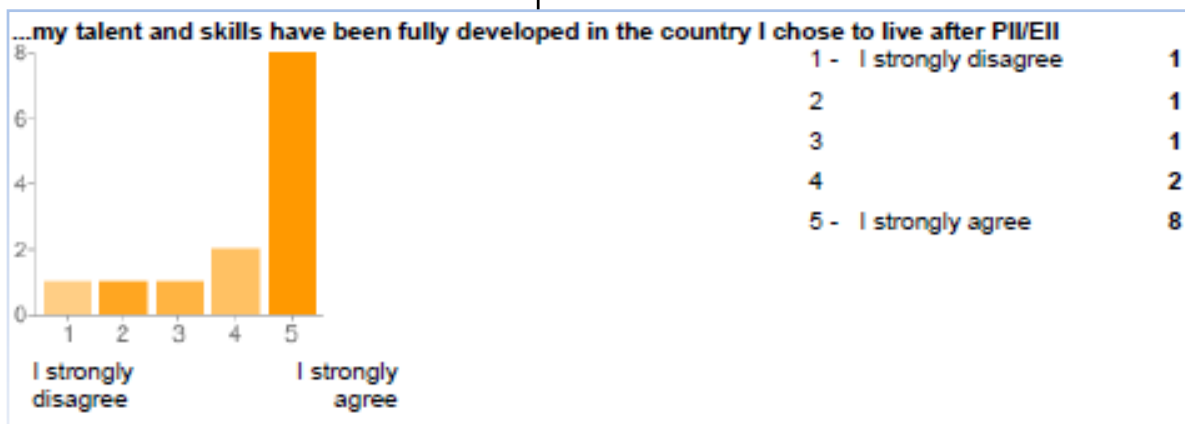 ...my talent and skills have been fully developed in the country I chose to live after PII/EII
8
6
4
2
0
1 2 3 4 5
I strongly disagree
I strongly agree
1 - I strongly disagree 1
2 1
3 1
4 2
5 - I strongly agree 8